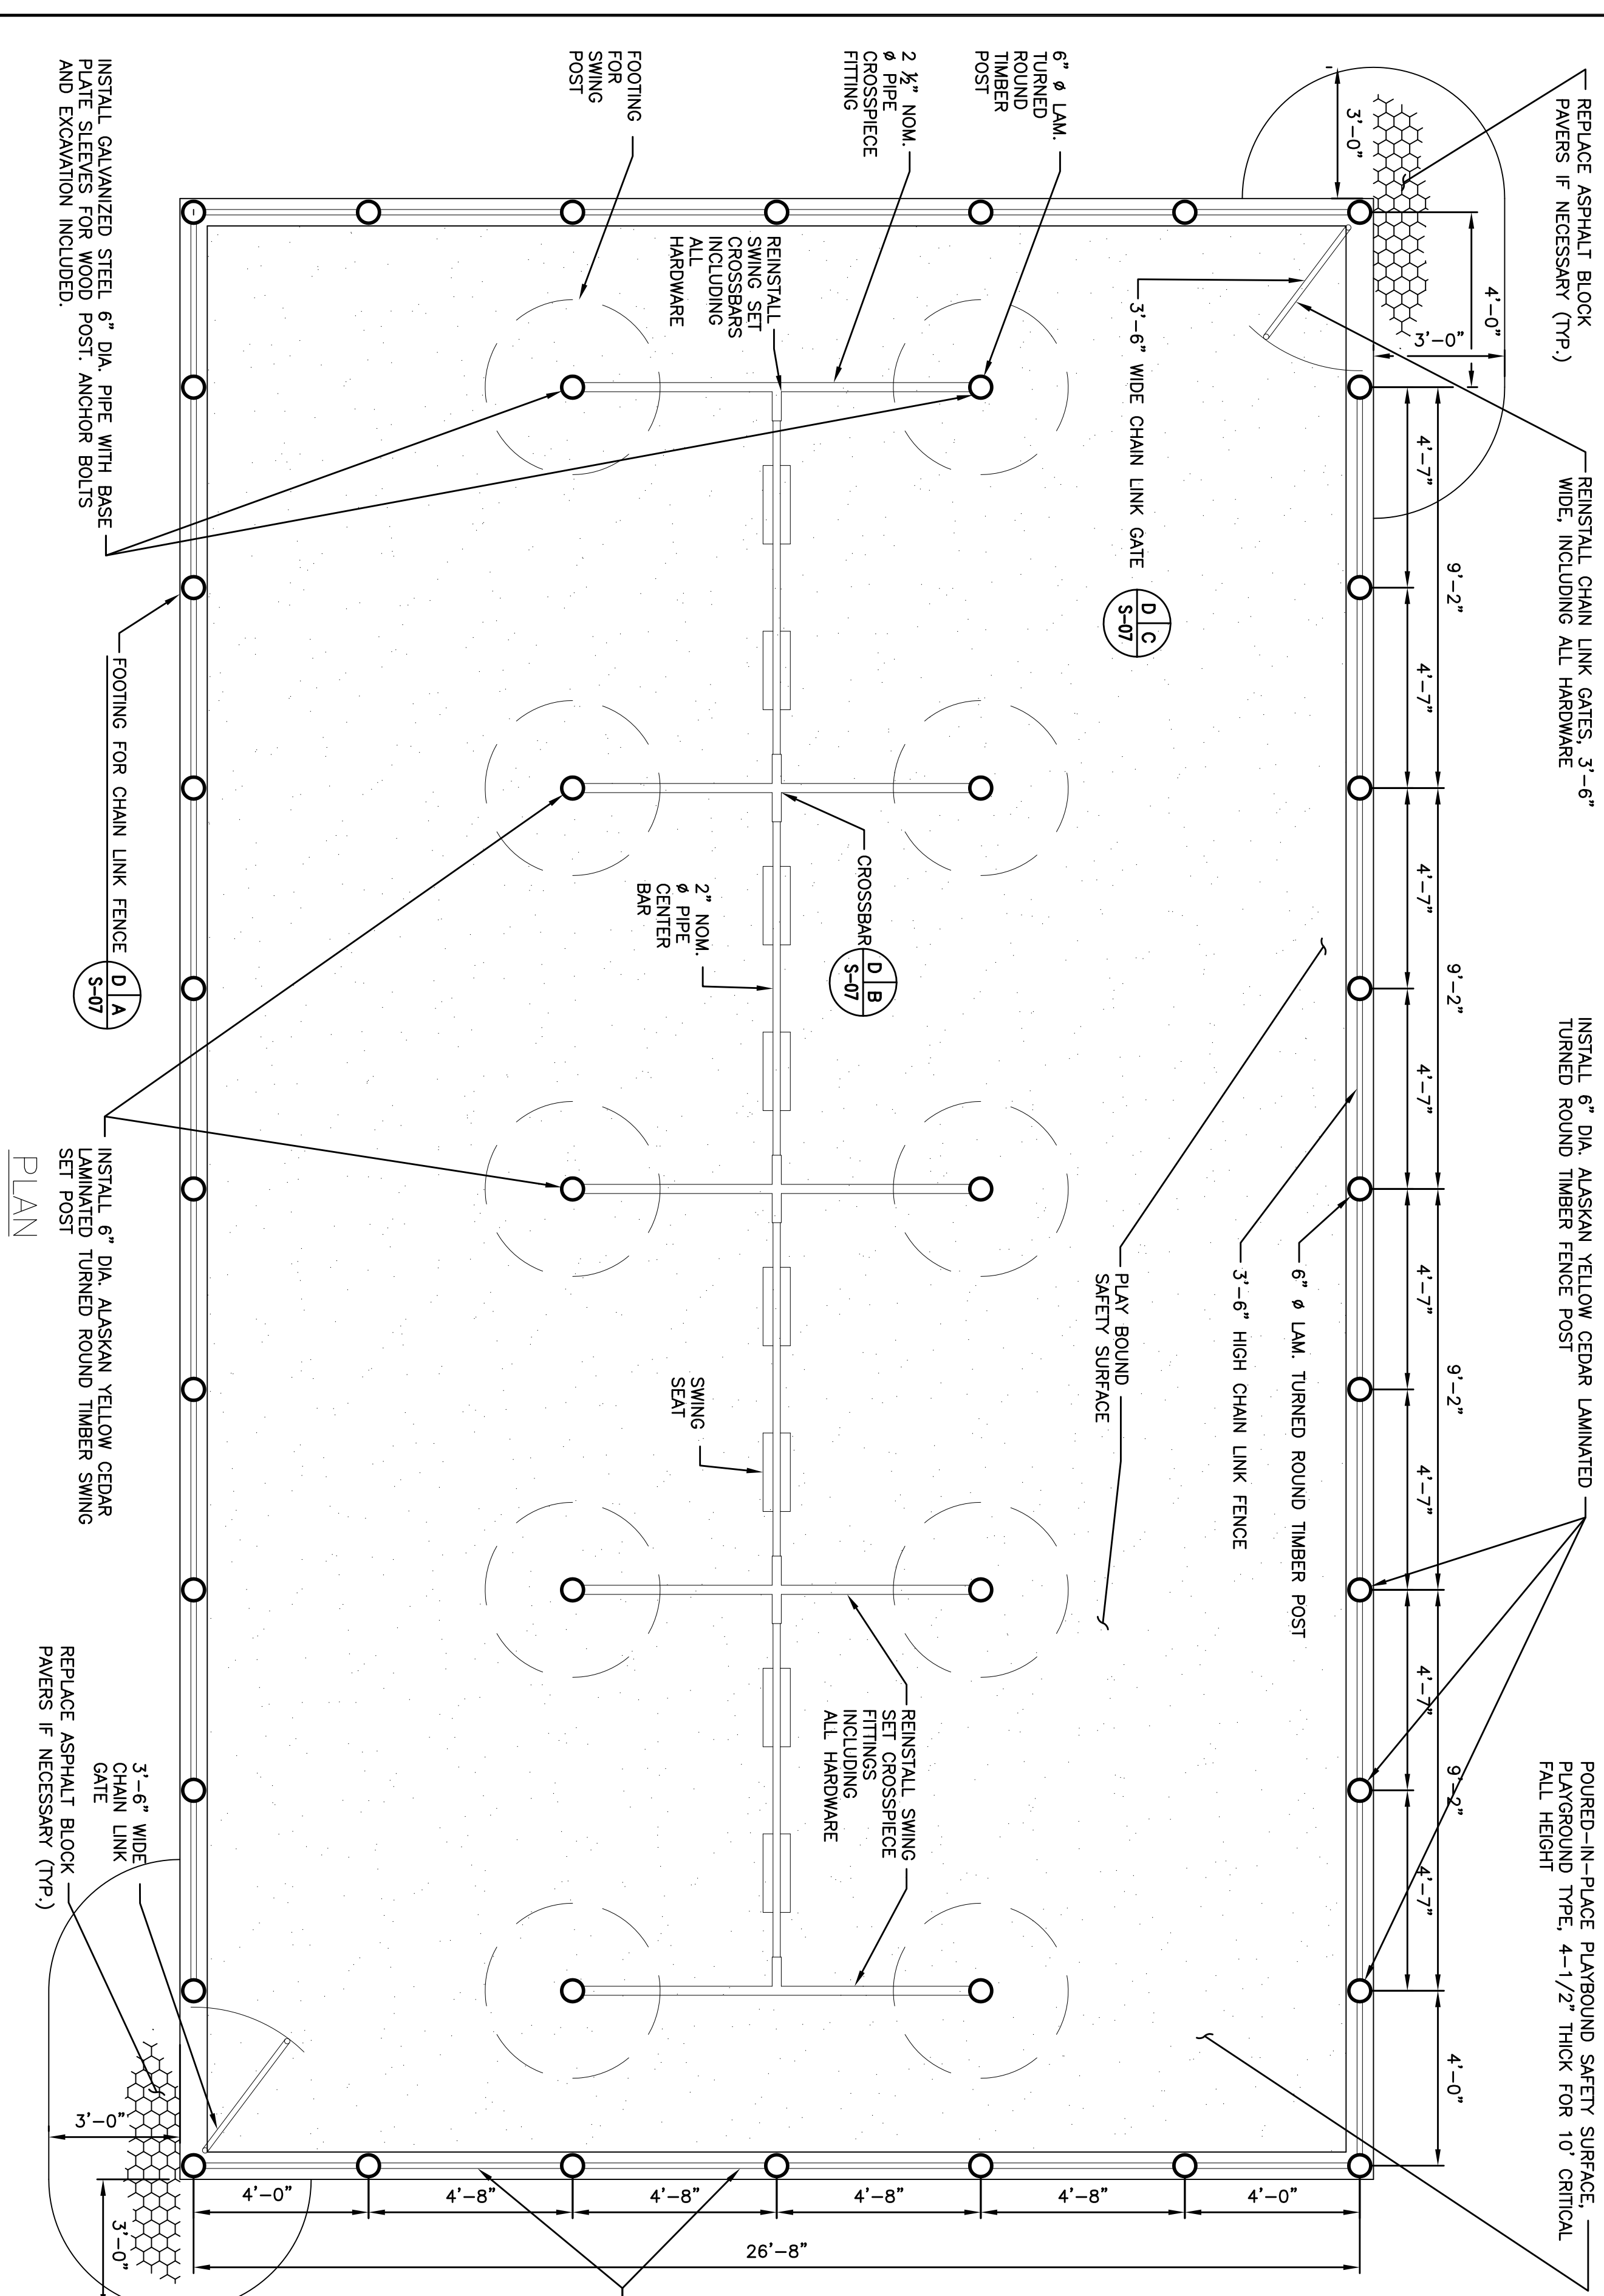 REPLACE ASPHALT BLOCK
PAVERS IF NECESSARY (TYP.)
REINSTALL CHAIN LINK GATES, 3'-6"
WIDE, INCLUDING ALL HARDWARE
INSTALL 6" DIA. ALASKAN YELLOW CEDAR LAMINATED
TURNED ROUND TIMBER FENCE POST
POURED-IN-PLACE PLAYBOUND SAFETY SURFACE,
PLAYGROUND TYPE, 4-1/2" THICK FOR 10' CRITICAL
FALL HEIGHT
4'-0"
9'-2"
9'-2"
9'-2"
9'-2"
4'-0"
4'-7"
4'-7"
4'-7"
4'-7"
4'-7"
4'-7"
4'-7"
4'-7"
3'-0"
3'-0"
6" ø LAM. TURNED ROUND TIMBER POST
3'-6" HIGH CHAIN LINK FENCE
PLAY BOUND
SAFETY SURFACE
3'-6" WIDE CHAIN LINK GATE
D C
S-07
6" ø LAM.
TURNED
ROUND
TIMBER
POST
2 ½" NOM.
ø PIPE
CROSSPIECE
FITTING
FOOTING
FOR
SWING
POST
REINSTALL
SWING SET
CROSSBARS
INCLUDING
ALL
HARDWARE
CROSSBAR
D B
S-07
2" NOM.
ø PIPE
CENTER
BAR
SWING
SEAT
REINSTALL SWING
SET CROSSPIECE
FITTINGS
INCLUDING
ALL HARDWARE
4'-0"
4'-8"
4'-8"
4'-8"
4'-8"
4'-0"
26'-8"
INSTALL GALVANIZED STEEL 6" DIA. PIPE WITH BASE
PLATE SLEEVES FOR WOOD POST. ANCHOR BOLTS
AND EXCAVATION INCLUDED.
FOOTING FOR CHAIN LINK FENCE
D A
S-07
INSTALL 6" DIA. ALASKAN YELLOW CEDAR
LAMINATED TURNED ROUND TIMBER SWING
SET POST
3'-6" WIDE
CHAIN LINK
GATE
REPLACE ASPHALT BLOCK
PAVERS IF NECESSARY (TYP.)
3'-0"
3'-0"
PLAN